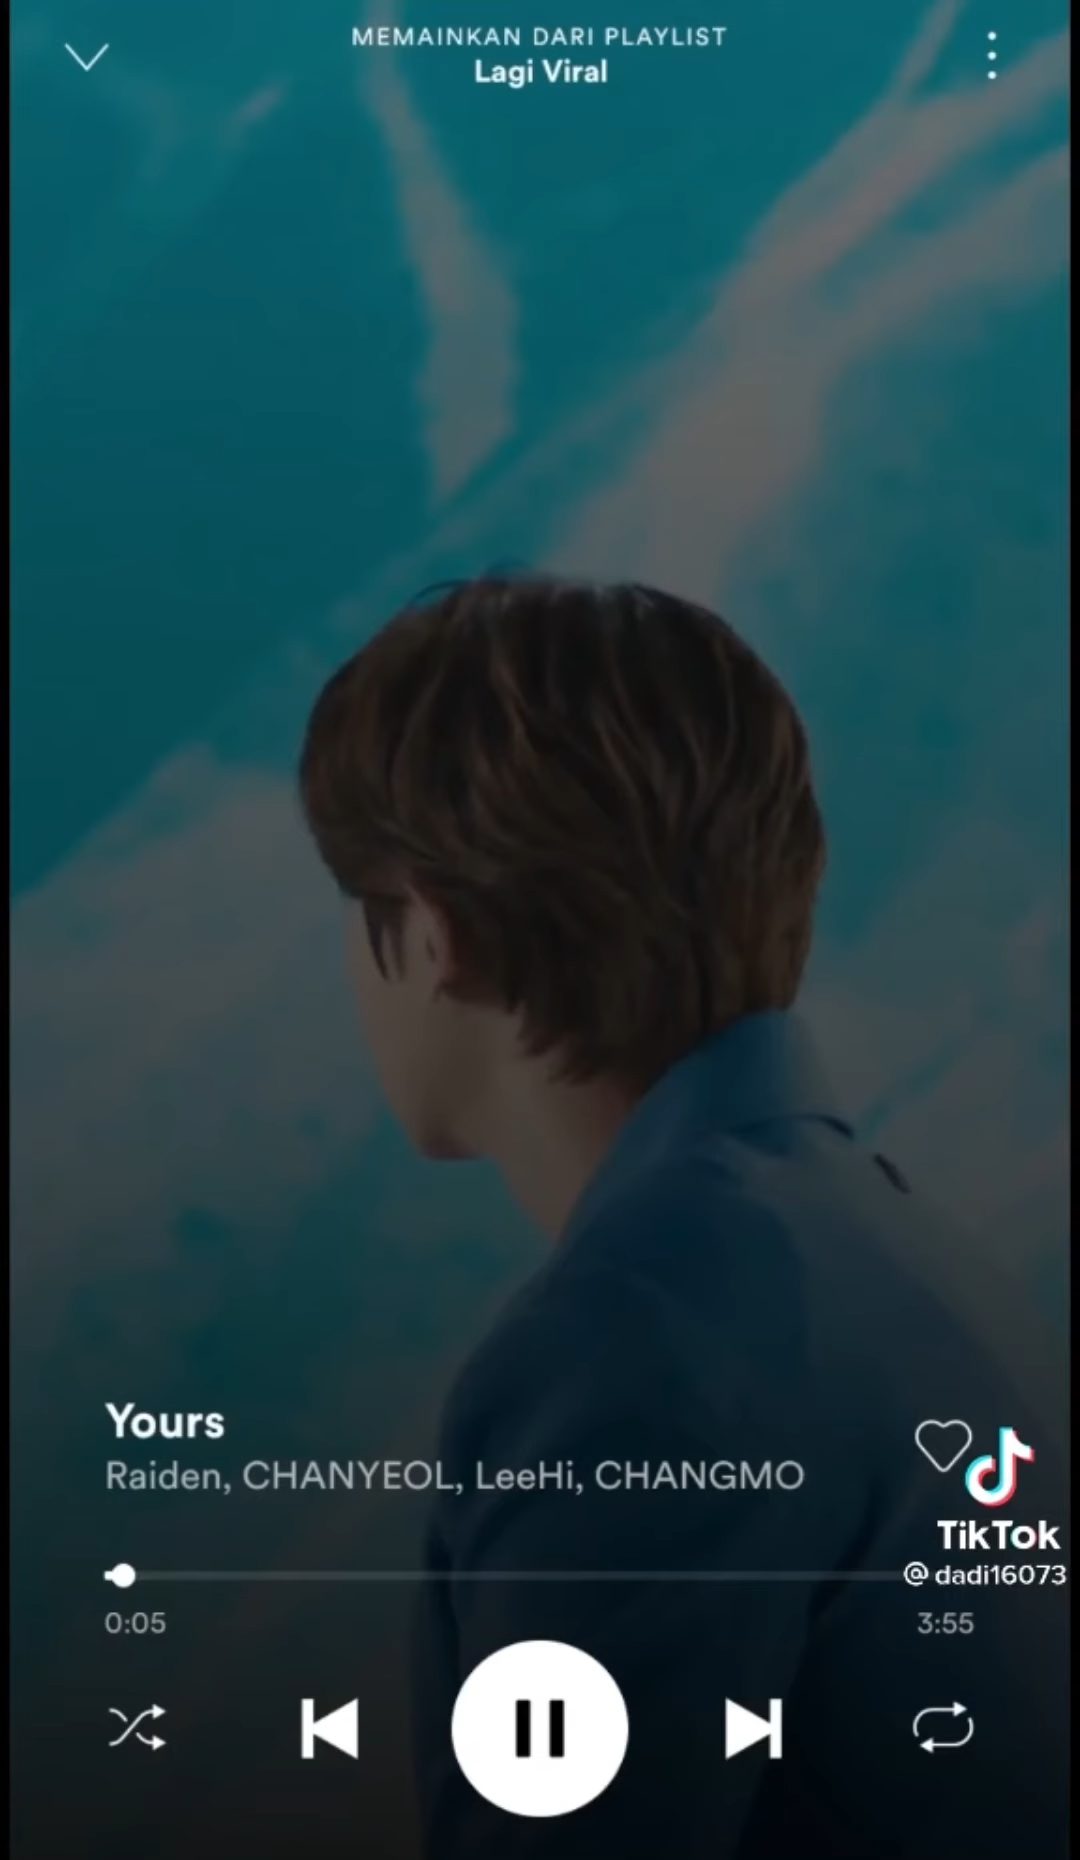 MEMAINKAN DARI PLAYLIST
Lagi Viral
Yours
Raiden, CHANYEOL, LeeHi, CHANGMO
TikTok
@dadi16073
0:05
3:55